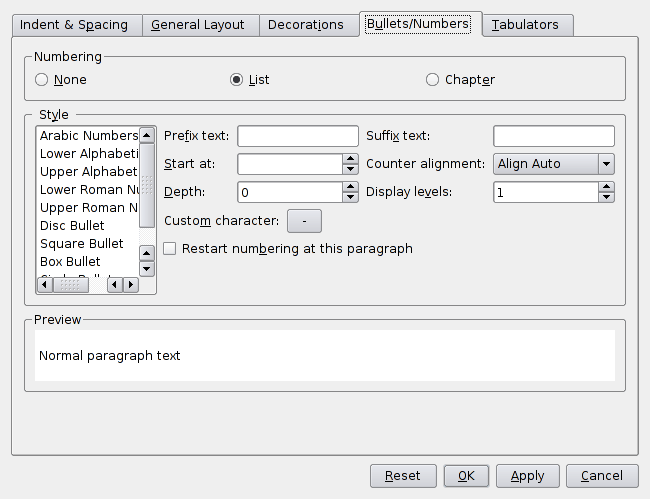 Indent & Spacing General Layout Decorations Bullets/Numbers Tabulators
Numbering
None List Chapter
Style
Arabic Numbers Prefix text: Suffix text:
Lower Alphabeti
Upper Alphabet Start at: Counter alignment: Align Auto
Lower Roman Nu Depth: 0 Display levels: 1
Upper Roman N
Disc Bullet Custom character: -
Square Bullet Restart numbering at this paragraph
Box Bullet
Preview
Normal paragraph text
Reset OK Apply Cancel